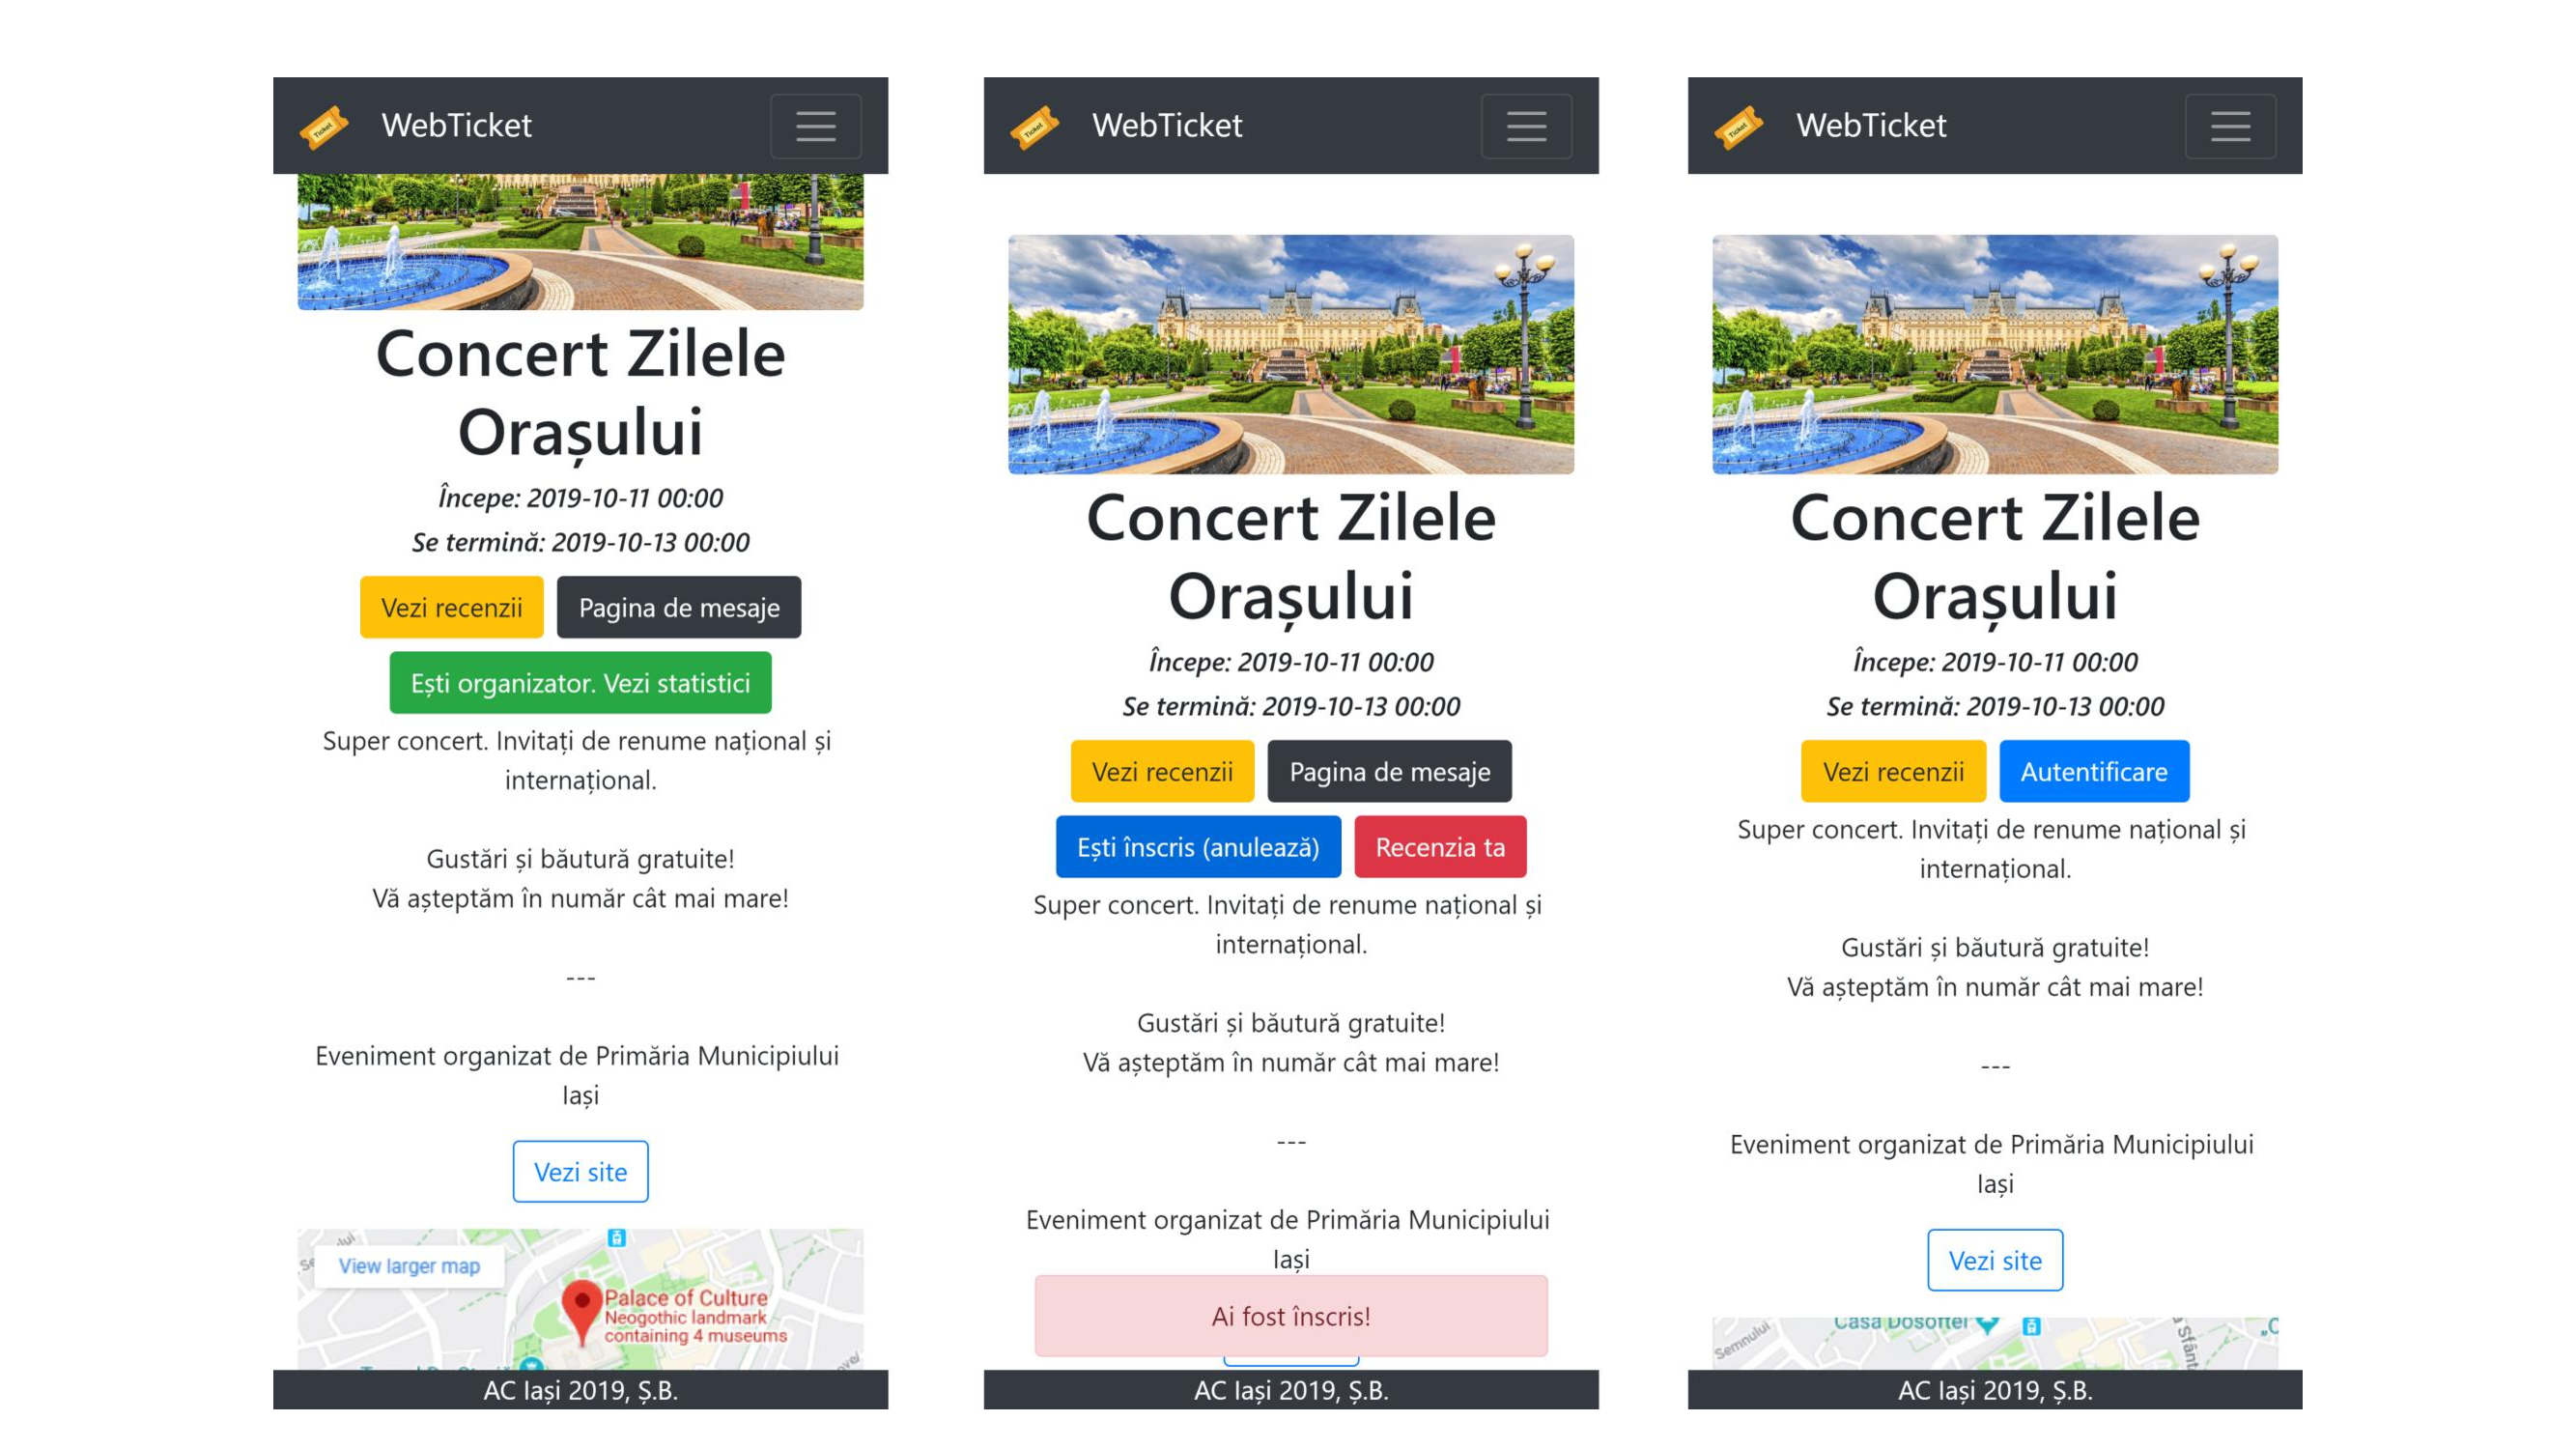 Ticket
WebTicket
Concert Zilele
Orașului
Începe: 2019-10-11 00:00
Se termină: 2019-10-13 00:00
Vezi recenzii
Pagina de mesaje
Ești organizator. Vezi statistici
Super concert. Invitați de renume național și
internațional.
Gustări și băutură gratuite!
Vă așteptăm în număr cât mai mare!
---
Eveniment organizat de Primăria Municipiului
Iași
Vezi site
View larger map
Palace of Culture
Neogothic landmark
containing 4 museums
AC Iași 2019, Ș.B.
Ticket
WebTicket
Concert Zilele
Orașului
Începe: 2019-10-11 00:00
Se termină: 2019-10-13 00:00
Vezi recenzii
Pagina de mesaje
Ești înscris (anulează)
Recenzia ta
Super concert. Invitați de renume național și
internațional.
Gustări și băutură gratuite!
Vă așteptăm în număr cât mai mare!
---
Eveniment organizat de Primăria Municipiului
Iași
Ai fost înscris!
AC Iași 2019, Ș.B.
Ticket
WebTicket
Concert Zilele
Orașului
Începe: 2019-10-11 00:00
Se termină: 2019-10-13 00:00
Vezi recenzii
Autentificare
Super concert. Invitați de renume național și
internațional.
Gustări și băutură gratuite!
Vă așteptăm în număr cât mai mare!
---
Eveniment organizat de Primăria Municipiului
Iași
Vezi site
Casa Dosoftei
Semnului
Sfânt
AC Iași 2019, Ș.B.